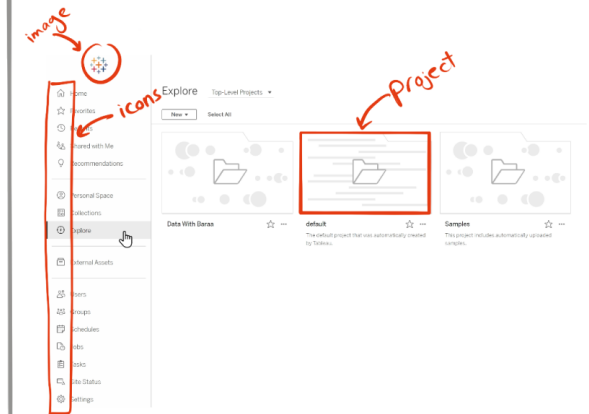 image
icons
Project
Explore Top-Level Projects
New Select All
Home
Favorites
Recents
Shared with Me
Recommendations
Personal Space
Collections
Explore
External Assets
Users
Groups
Schedules
Jobs
Tasks
Site Status
Settings
Data With Baraa
default
The default project that was automatically created
by Tableau.
Samples
This project includes automatically uploaded
samples.